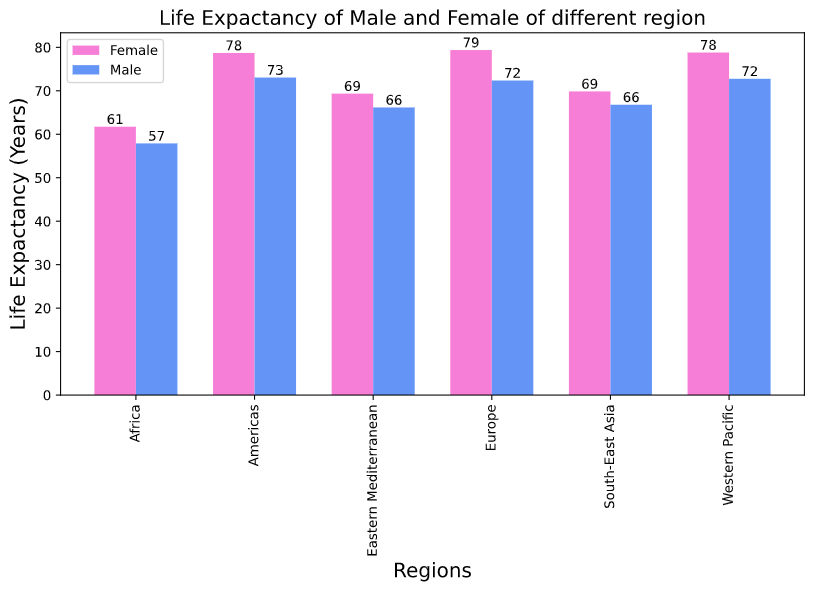 Life Expactancy of Male and Female of different region
Female
Male
Life Expactancy (Years)
80
70
60
50
40
30
20
10
0
61
57
78
73
69
66
79
72
69
66
78
72
Africa
Americas
Eastern Mediterranean
Europe
South-East Asia
Western Pacific
Regions